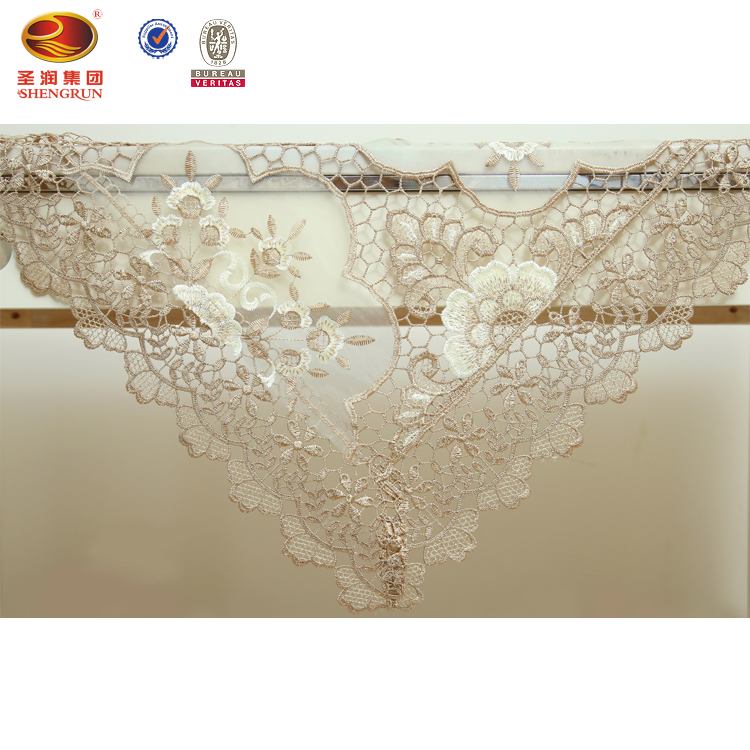 ®
圣润集团
SHENGRUN
BUREAU VERITAS
1828
BUREAU
VERITAS